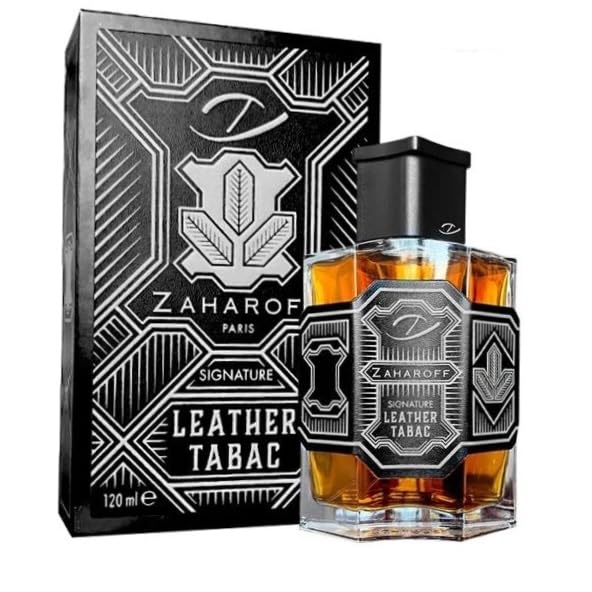 ZAHAROFF
PARIS
SIGNATURE
LEATHER
TABAC
120 ml e
ZAHAROFF
SIGNATURE
LEATHER
TABAC